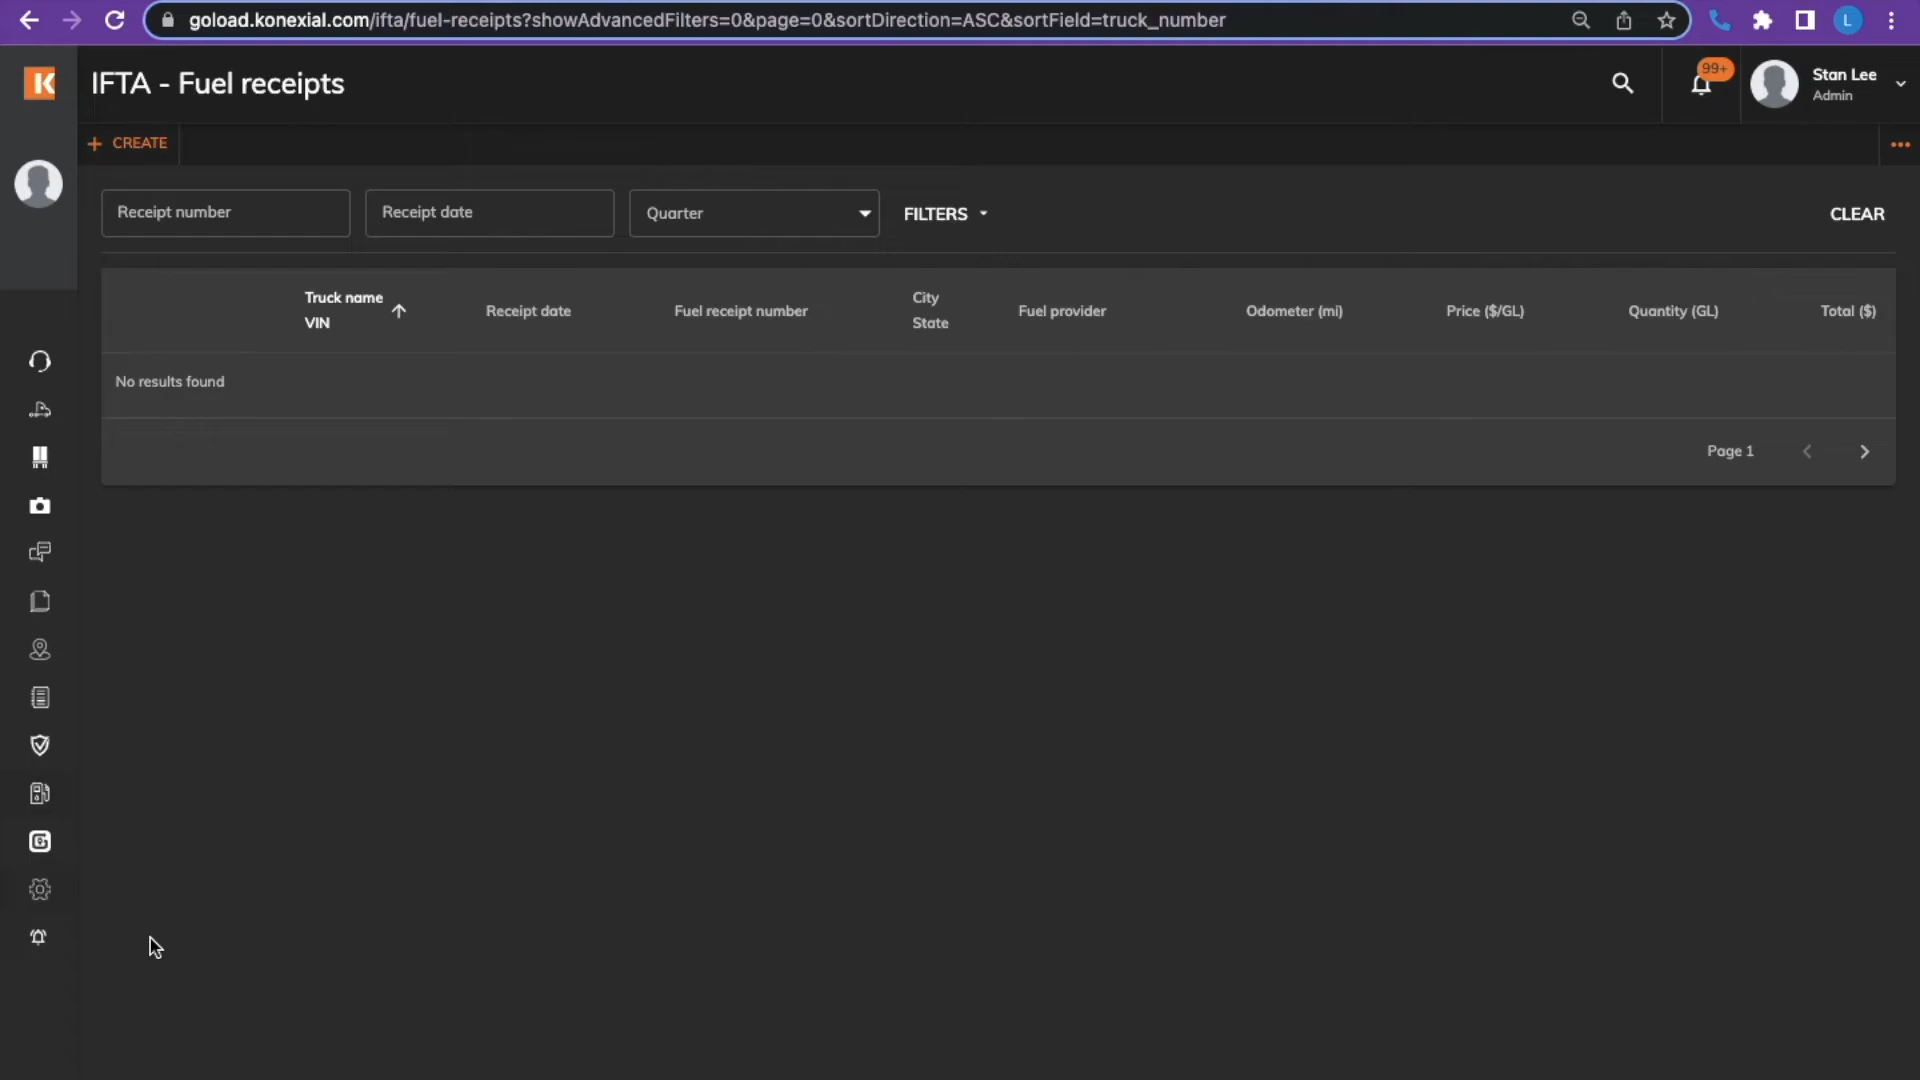 goload.konexial.com/ifta/fuel-receipts?showAdvancedFilters=0&page=0&sortDirection=ASC&sortField=truck_number
L
K
IFTA - Fuel receipts
99+
Stan Lee
Admin
+ CREATE
Receipt number
Receipt date
Quarter
FILTERS
CLEAR
Truck name
VIN
Receipt date
Fuel receipt number
City
State
Fuel provider
Odometer (mi)
Price ($/GL)
Quantity (GL)
Total ($)
No results found
Page 1